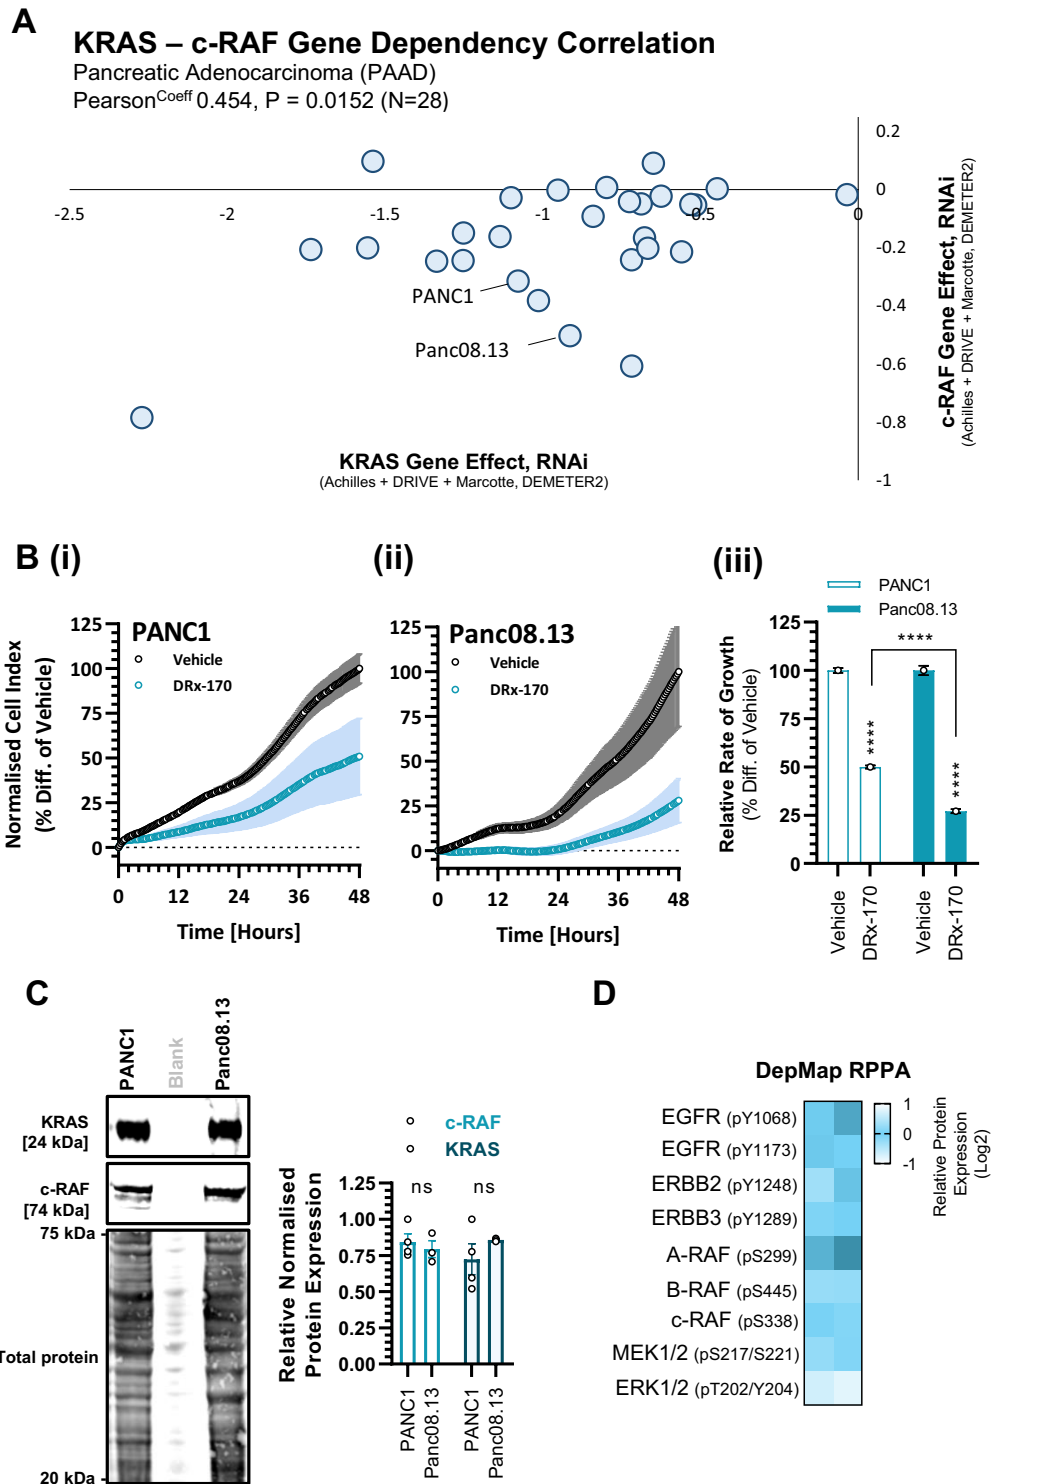 A
KRAS – c-RAF Gene Dependency Correlation
Pancreatic Adenocarcinoma (PAAD)
PearsonCoeff 0.454, P = 0.0152 (N=28)
0.2
0
-0.2
-0.4
-0.6
-0.8
-1
-2.5
-2
-1.5
-1
-0.5
0
PANC1
Panc08.13
KRAS Gene Effect, RNAi
(Achilles + DRIVE + Marcotte, DEMETER2)
c-RAF Gene Effect, RNAi
(Achilles + DRIVE + Marcotte, DEMETER2)
B (i)
PANC1
Vehicle
DRx-170
Normalised Cell Index
(% Diff. of Vehicle)
125
100
75
50
25
0
0
12
24
36
48
Time [Hours]
(ii)
Panc08.13
Vehicle
DRx-170
125
100
75
50
25
0
0
12
24
36
48
Time [Hours]
(iii)
PANC1
Panc08.13
Relative Rate of Growth
(% Diff. of Vehicle)
125
100
75
50
25
0
****
****
****
Vehicle
DRx-170
Vehicle
DRx-170
C
PANC1
Blank
Panc08.13
KRAS
[24 kDa]
c-RAF
[74 kDa]
75 kDa
Total protein
20 kDa
c-RAF
KRAS
Relative Normalised
Protein Expression
1.25
1.00
0.75
0.50
0.25
0.00
ns
ns
PANC1
Panc08.13
PANC1
Panc08.13
D
DepMap RPPA
EGFR (pY1068)
EGFR (pY1173)
ERBB2 (pY1248)
ERBB3 (pY1289)
A-RAF (pS299)
B-RAF (pS445)
c-RAF (pS338)
MEK1/2 (pS217/S221)
ERK1/2 (pT202/Y204)
1
0
-1
Relative Protein
Expression
(Log2)